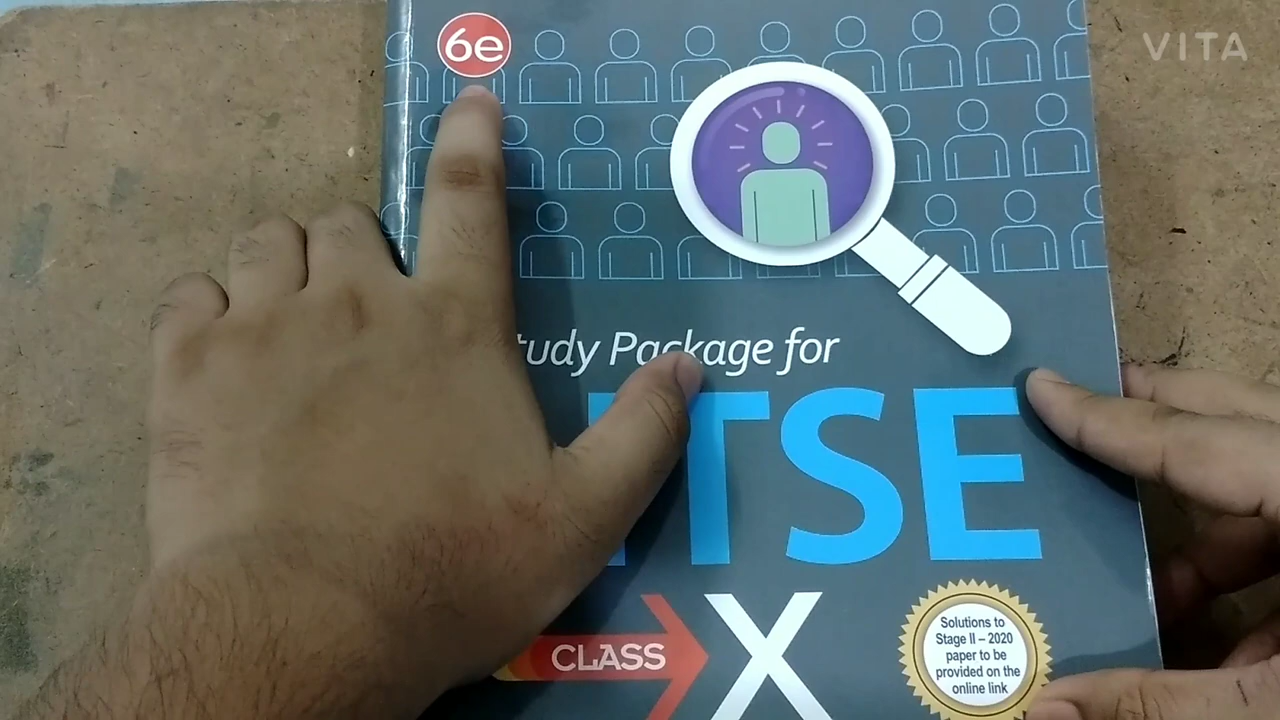 VITA
6e
tudy Package for
TSE
CLASS X
Solutions to
Stage II – 2020
paper to be
provided on the
online link